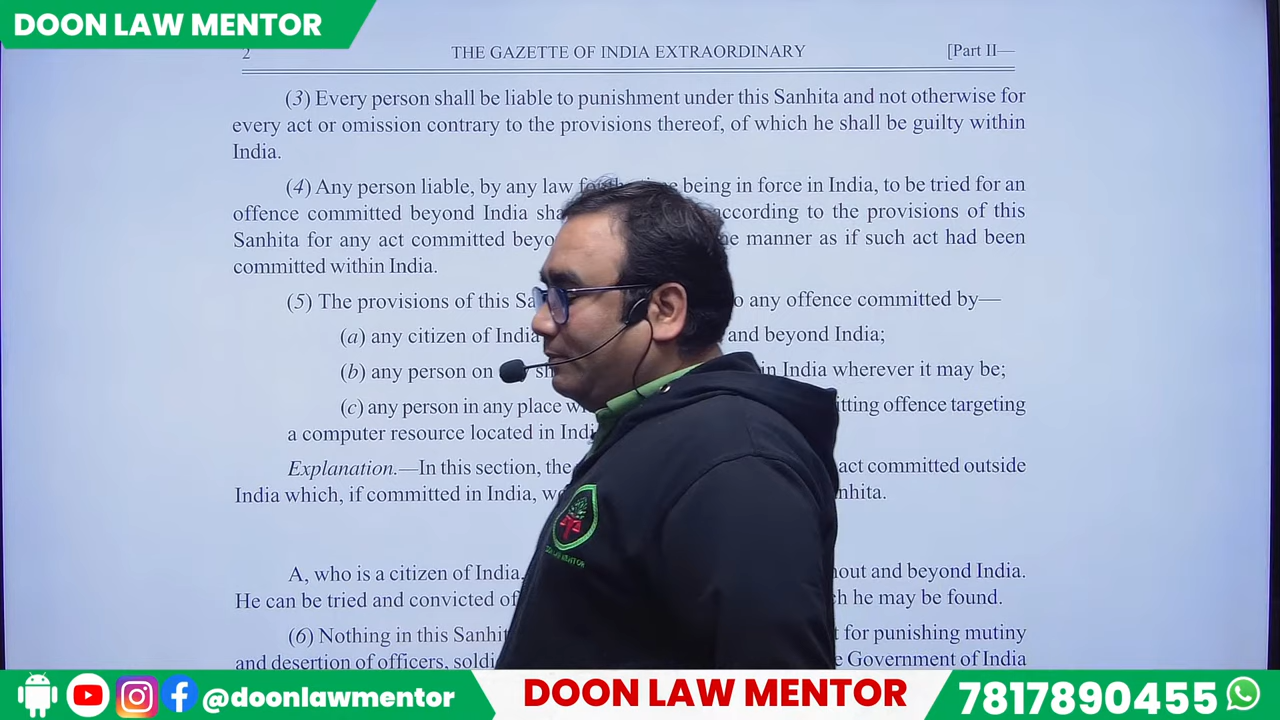 DOON LAW MENTOR
2 THE GAZETTE OF INDIA EXTRAORDINARY [Part II—
(3) Every person shall be liable to punishment under this Sanhita and not otherwise for
every act or omission contrary to the provisions thereof, of which he shall be guilty within
India.
(4) Any person liable, by any law for the time being in force in India, to be tried for an
offence committed beyond India according to the provisions of this
Sanhita for any act committed manner as if such act had been
committed within India.
(5) The provisions of this any offence committed by—
(a) any citizen of India and beyond India;
(b) any person on in India wherever it may be;
(c) any person in any place offence targeting
a computer resource located in
Explanation.—In this section, the act committed outside
India which, if committed in India,
A, who is a citizen of India, and beyond India.
He can be tried and convicted of he may be found.
(6) Nothing in this for punishing mutiny
and desertion of officers, Government of India
@doonlawmentor DOON LAW MENTOR 7817890455